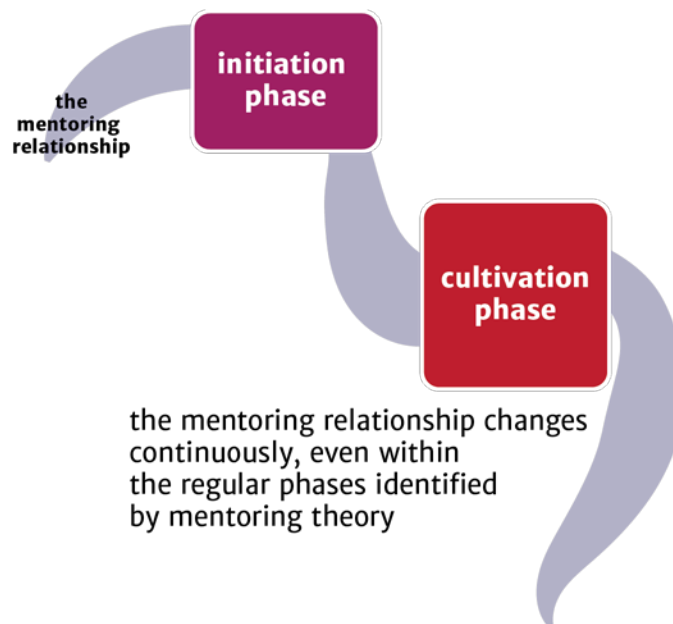 the
mentoring
relationship
initiation
phase
cultivation
phase
the mentoring relationship changes
continuously, even within
the regular phases identified
by mentoring theory